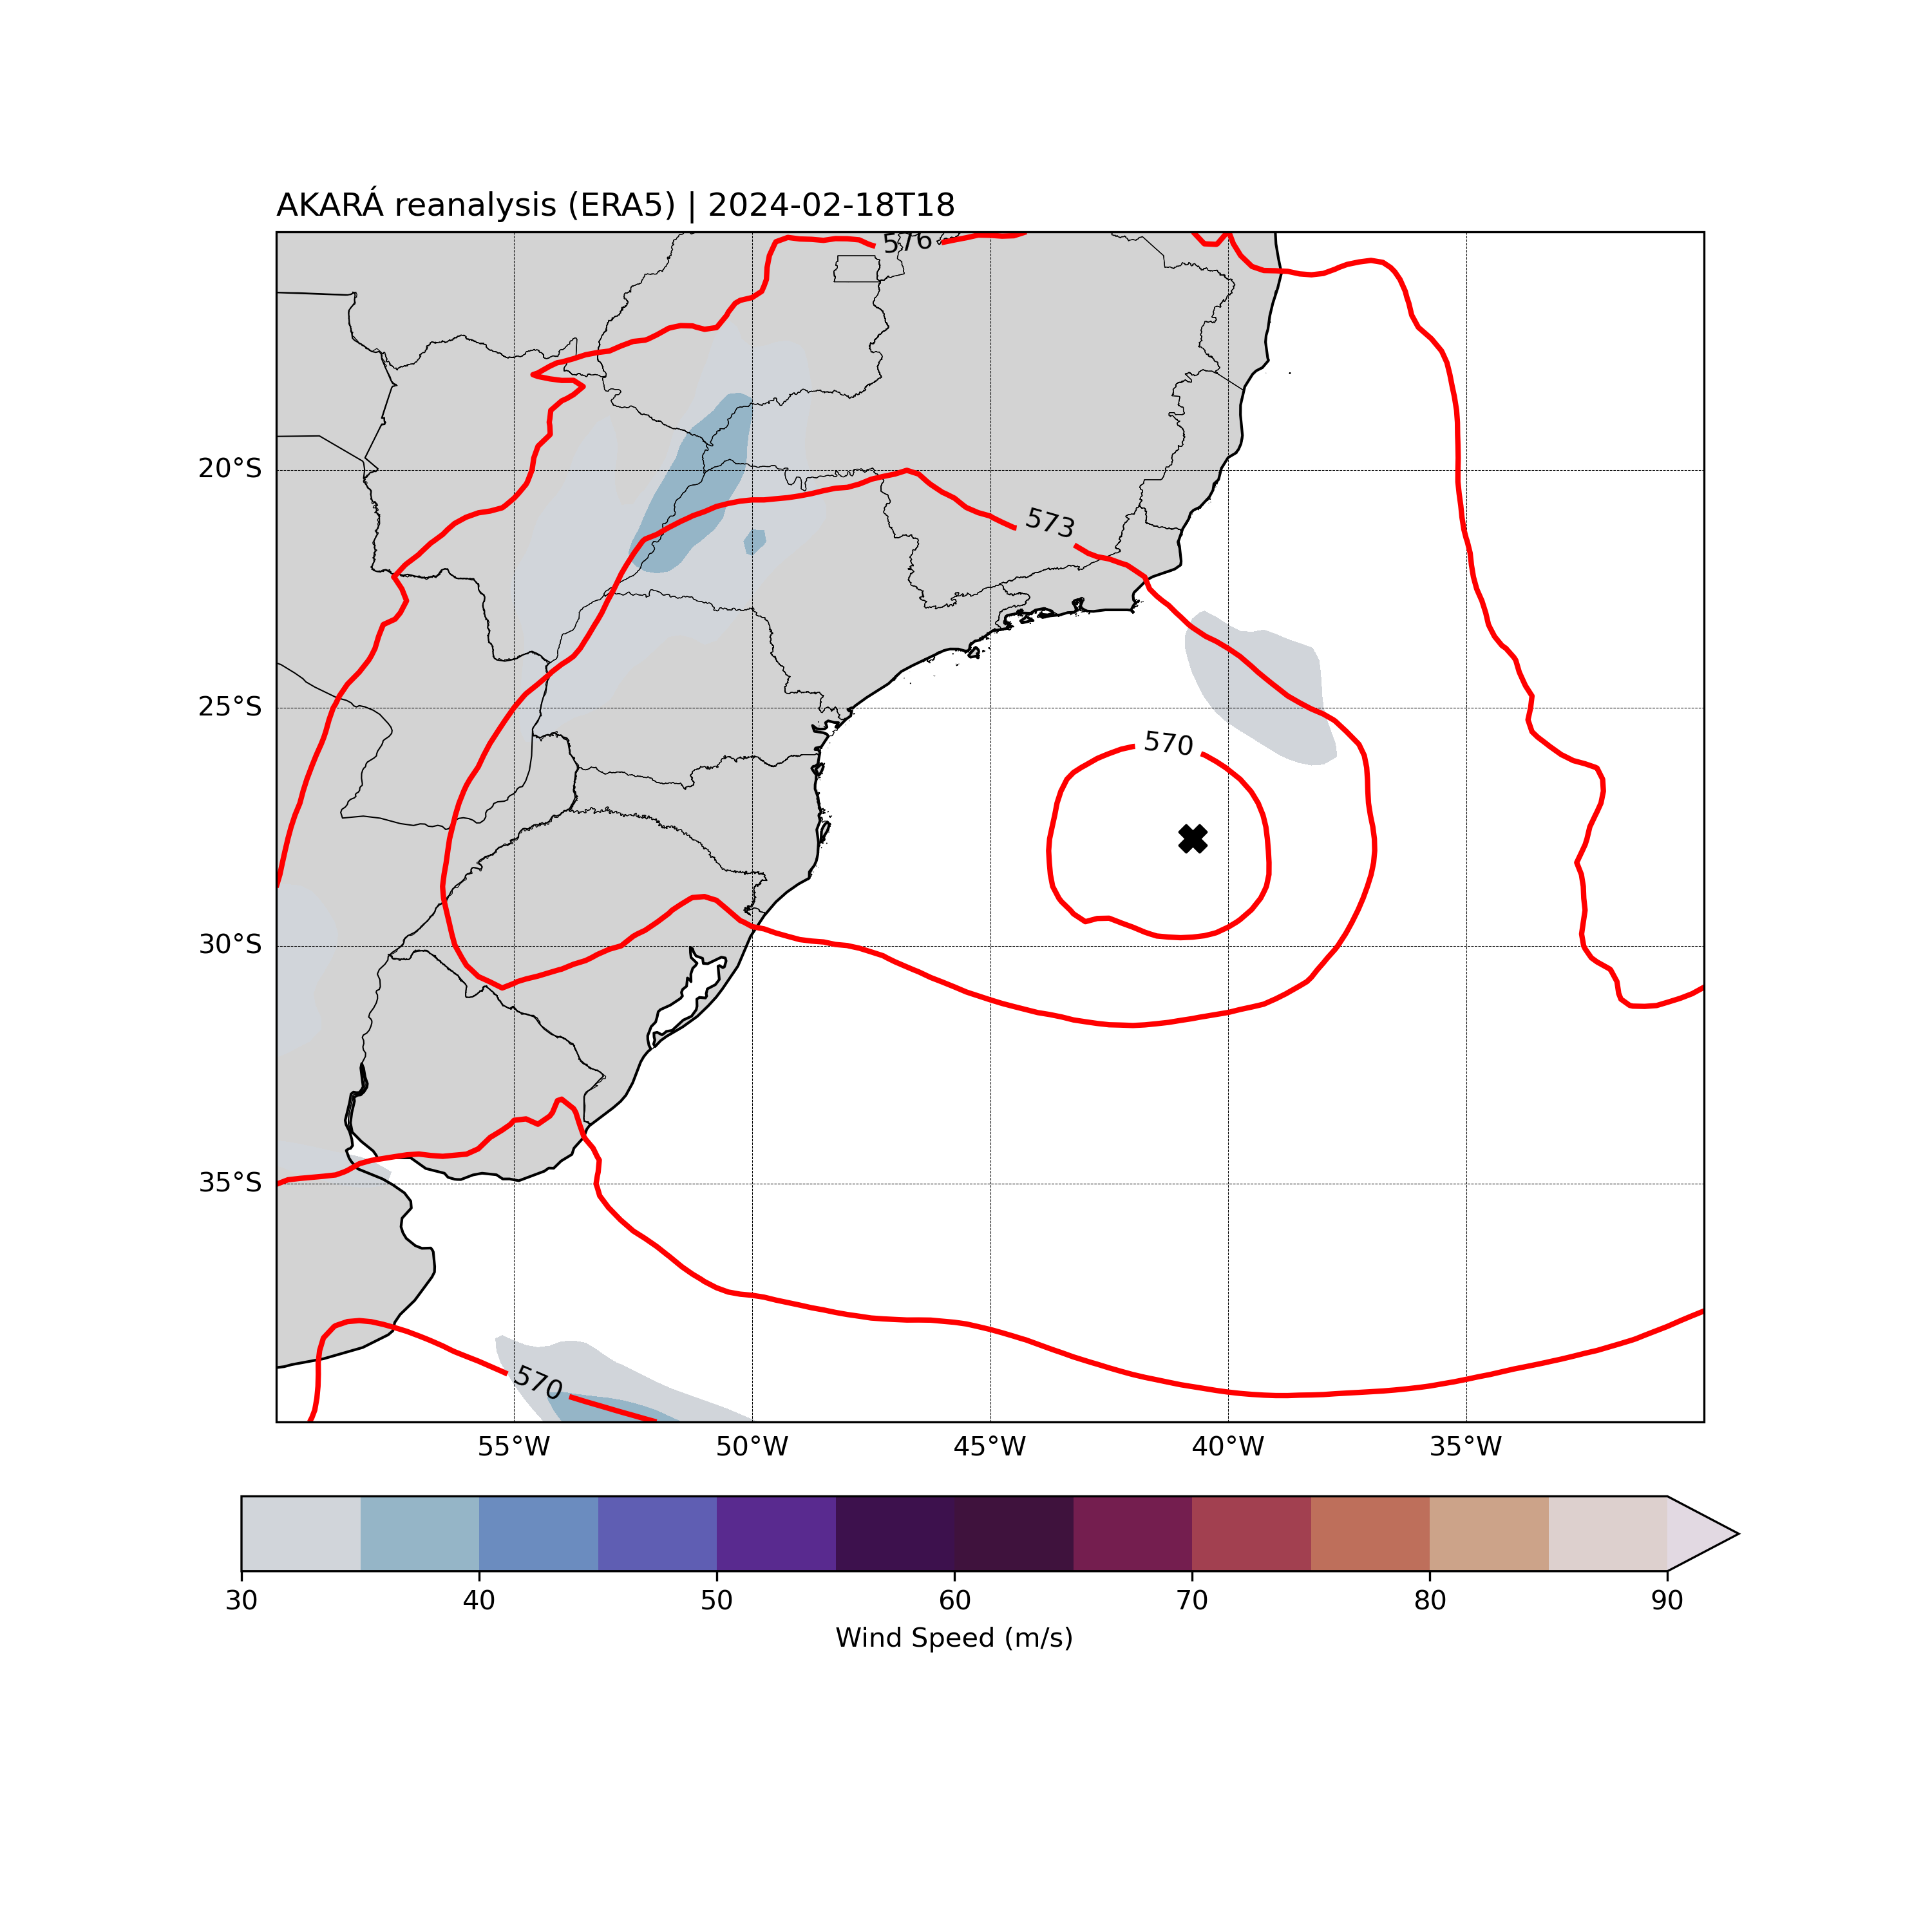 AKARÁ reanalysis (ERA5) | 2024-02-18T18
576
20°S
573
25°S
570
30°S
35°S
570
55°W 50°W 45°W 40°W 35°W
30 40 50 60 70 80 90
Wind Speed (m/s)